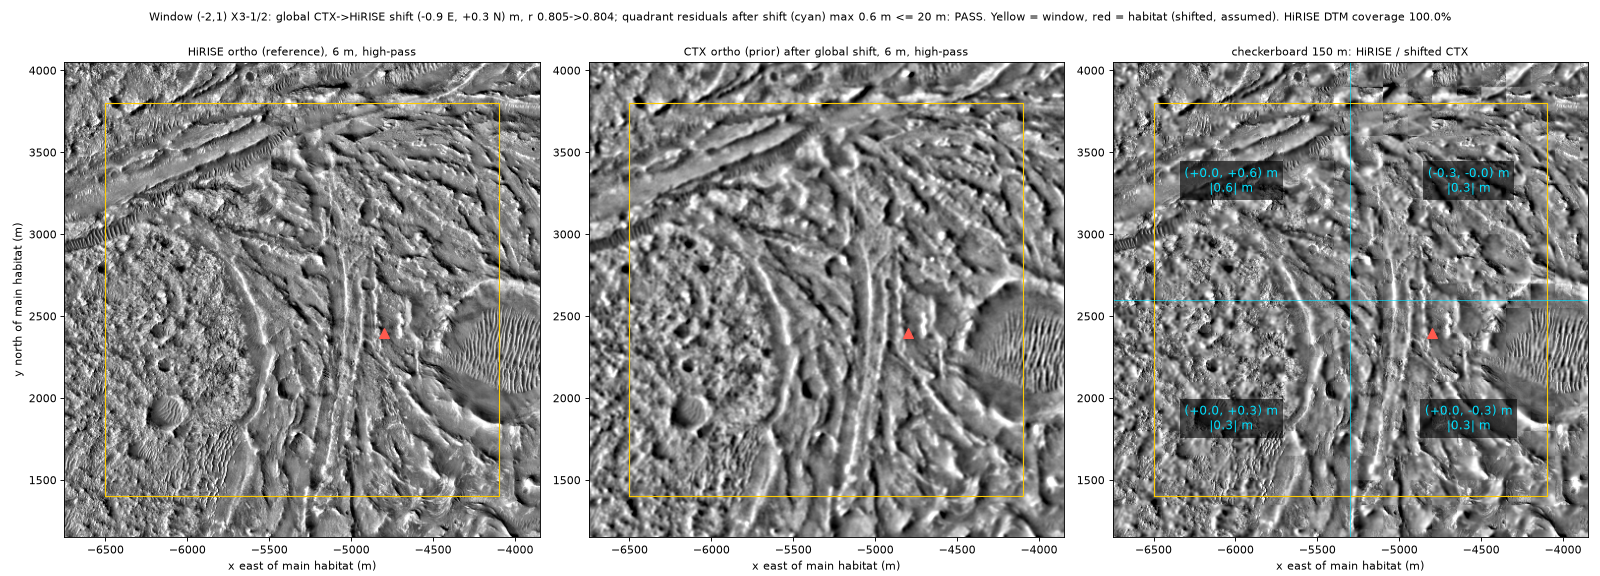 Window (-2,1) X3-1/2: global CTX->HiRISE shift (-0.9 E, +0.3 N) m, r 0.805->0.804; quadrant residuals after shift (cyan) max 0.6 m <= 20 m: PASS. Yellow = window, red = habitat (shifted, assumed). HiRISE DTM coverage 100.0%
HiRISE ortho (reference), 6 m, high-pass
4000
3500
3000
2500
2000
1500
−6500 −6000 −5500 −5000 −4500 −4000
x east of main habitat (m)
y north of main habitat (m)
CTX ortho (prior) after global shift, 6 m, high-pass
4000
3500
3000
2500
2000
1500
−6500 −6000 −5500 −5000 −4500 −4000
x east of main habitat (m)
checkerboard 150 m: HiRISE / shifted CTX
4000
3500
3000
2500
2000
1500
(+0.0, +0.6) m
|0.6| m
(-0.3, -0.0) m
|0.3| m
(+0.0, +0.3) m
|0.3| m
(+0.0, -0.3) m
|0.3| m
−6500 −6000 −5500 −5000 −4500 −4000
x east of main habitat (m)